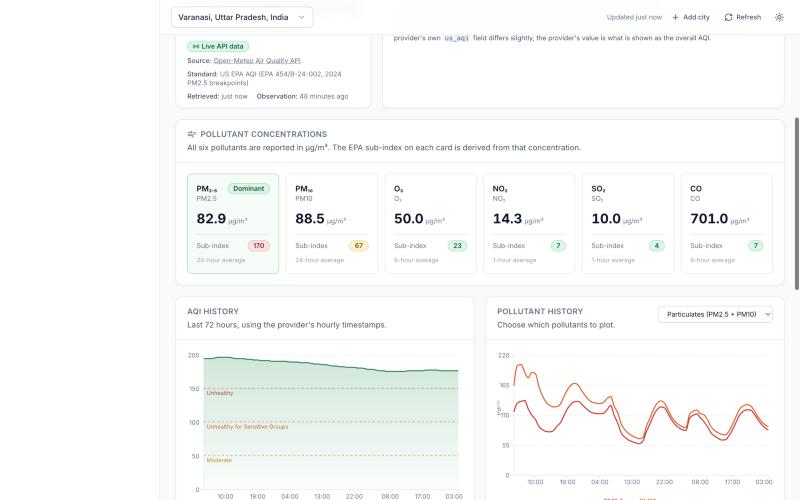 Varanasi, Uttar Pradesh, India
Updated just now
Add city
Refresh
Live API data
Source: Open-Meteo Air Quality API
Standard: US EPA AQI (EPA 454/B-24-002, 2024
PM2.5 breakpoints)
Retrieved: just now Observation: 48 minutes ago
provider's own us_aqi field differs slightly, the provider's value is what is shown as the overall AQI.
POLLUTANT CONCENTRATIONS
All six pollutants are reported in µg/m³. The EPA sub-index on each card is derived from that concentration.
PM₂.₅ Dominant
PM2.5
82.9 µg/m³
Sub-index 170
24-hour average
PM₁₀
PM10
88.5 µg/m³
Sub-index 67
24-hour average
O₃
O₃
50.0 µg/m³
Sub-index 23
8-hour average
NO₂
NO₂
14.3 µg/m³
Sub-index 7
1-hour average
SO₂
SO₂
10.0 µg/m³
Sub-index 4
1-hour average
CO
CO
701.0 µg/m³
Sub-index 7
8-hour average
AQI HISTORY
Last 72 hours, using the provider's hourly timestamps.
200
150
Unhealthy
100
Unhealthy for Sensitive Groups
50
Moderate
0
10:00 19:00 04:00 13:00 22:00 07:00 16:00 03:00
POLLUTANT HISTORY
Choose which pollutants to plot.
Particulates (PM2.5 + PM10)
220
165
110
55
0
10:00 19:00 04:00 13:00 22:00 07:00 16:00 03:00